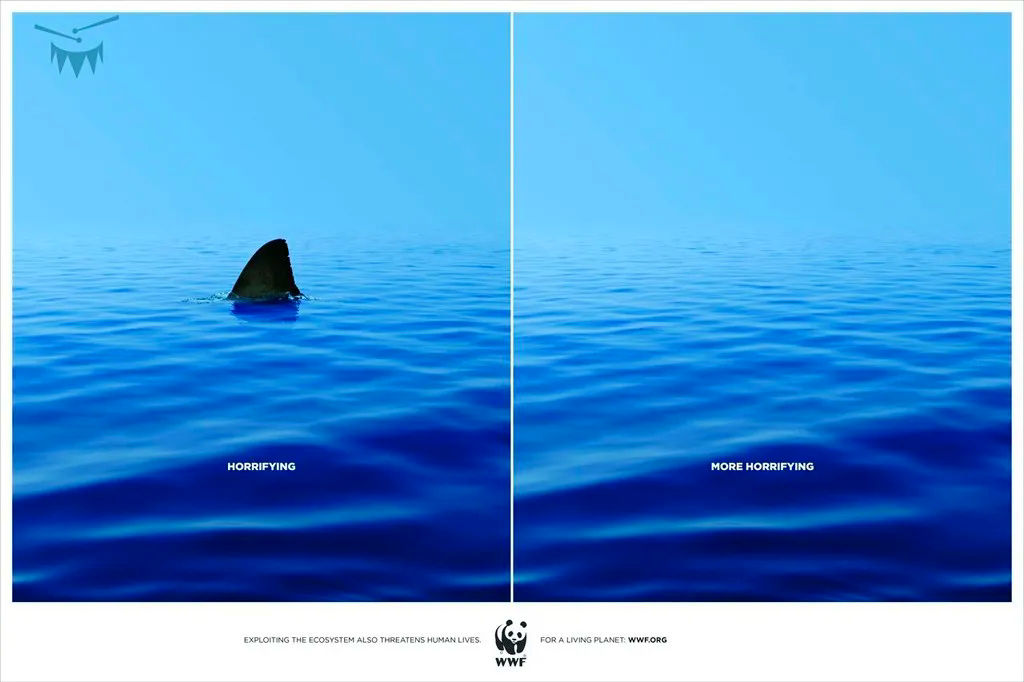 HORRIFYING
MORE HORRIFYING
EXPLOITING THE ECOSYSTEM ALSO THREATENS HUMAN LIVES.
WWF
FOR A LIVING PLANET: WWF.ORG